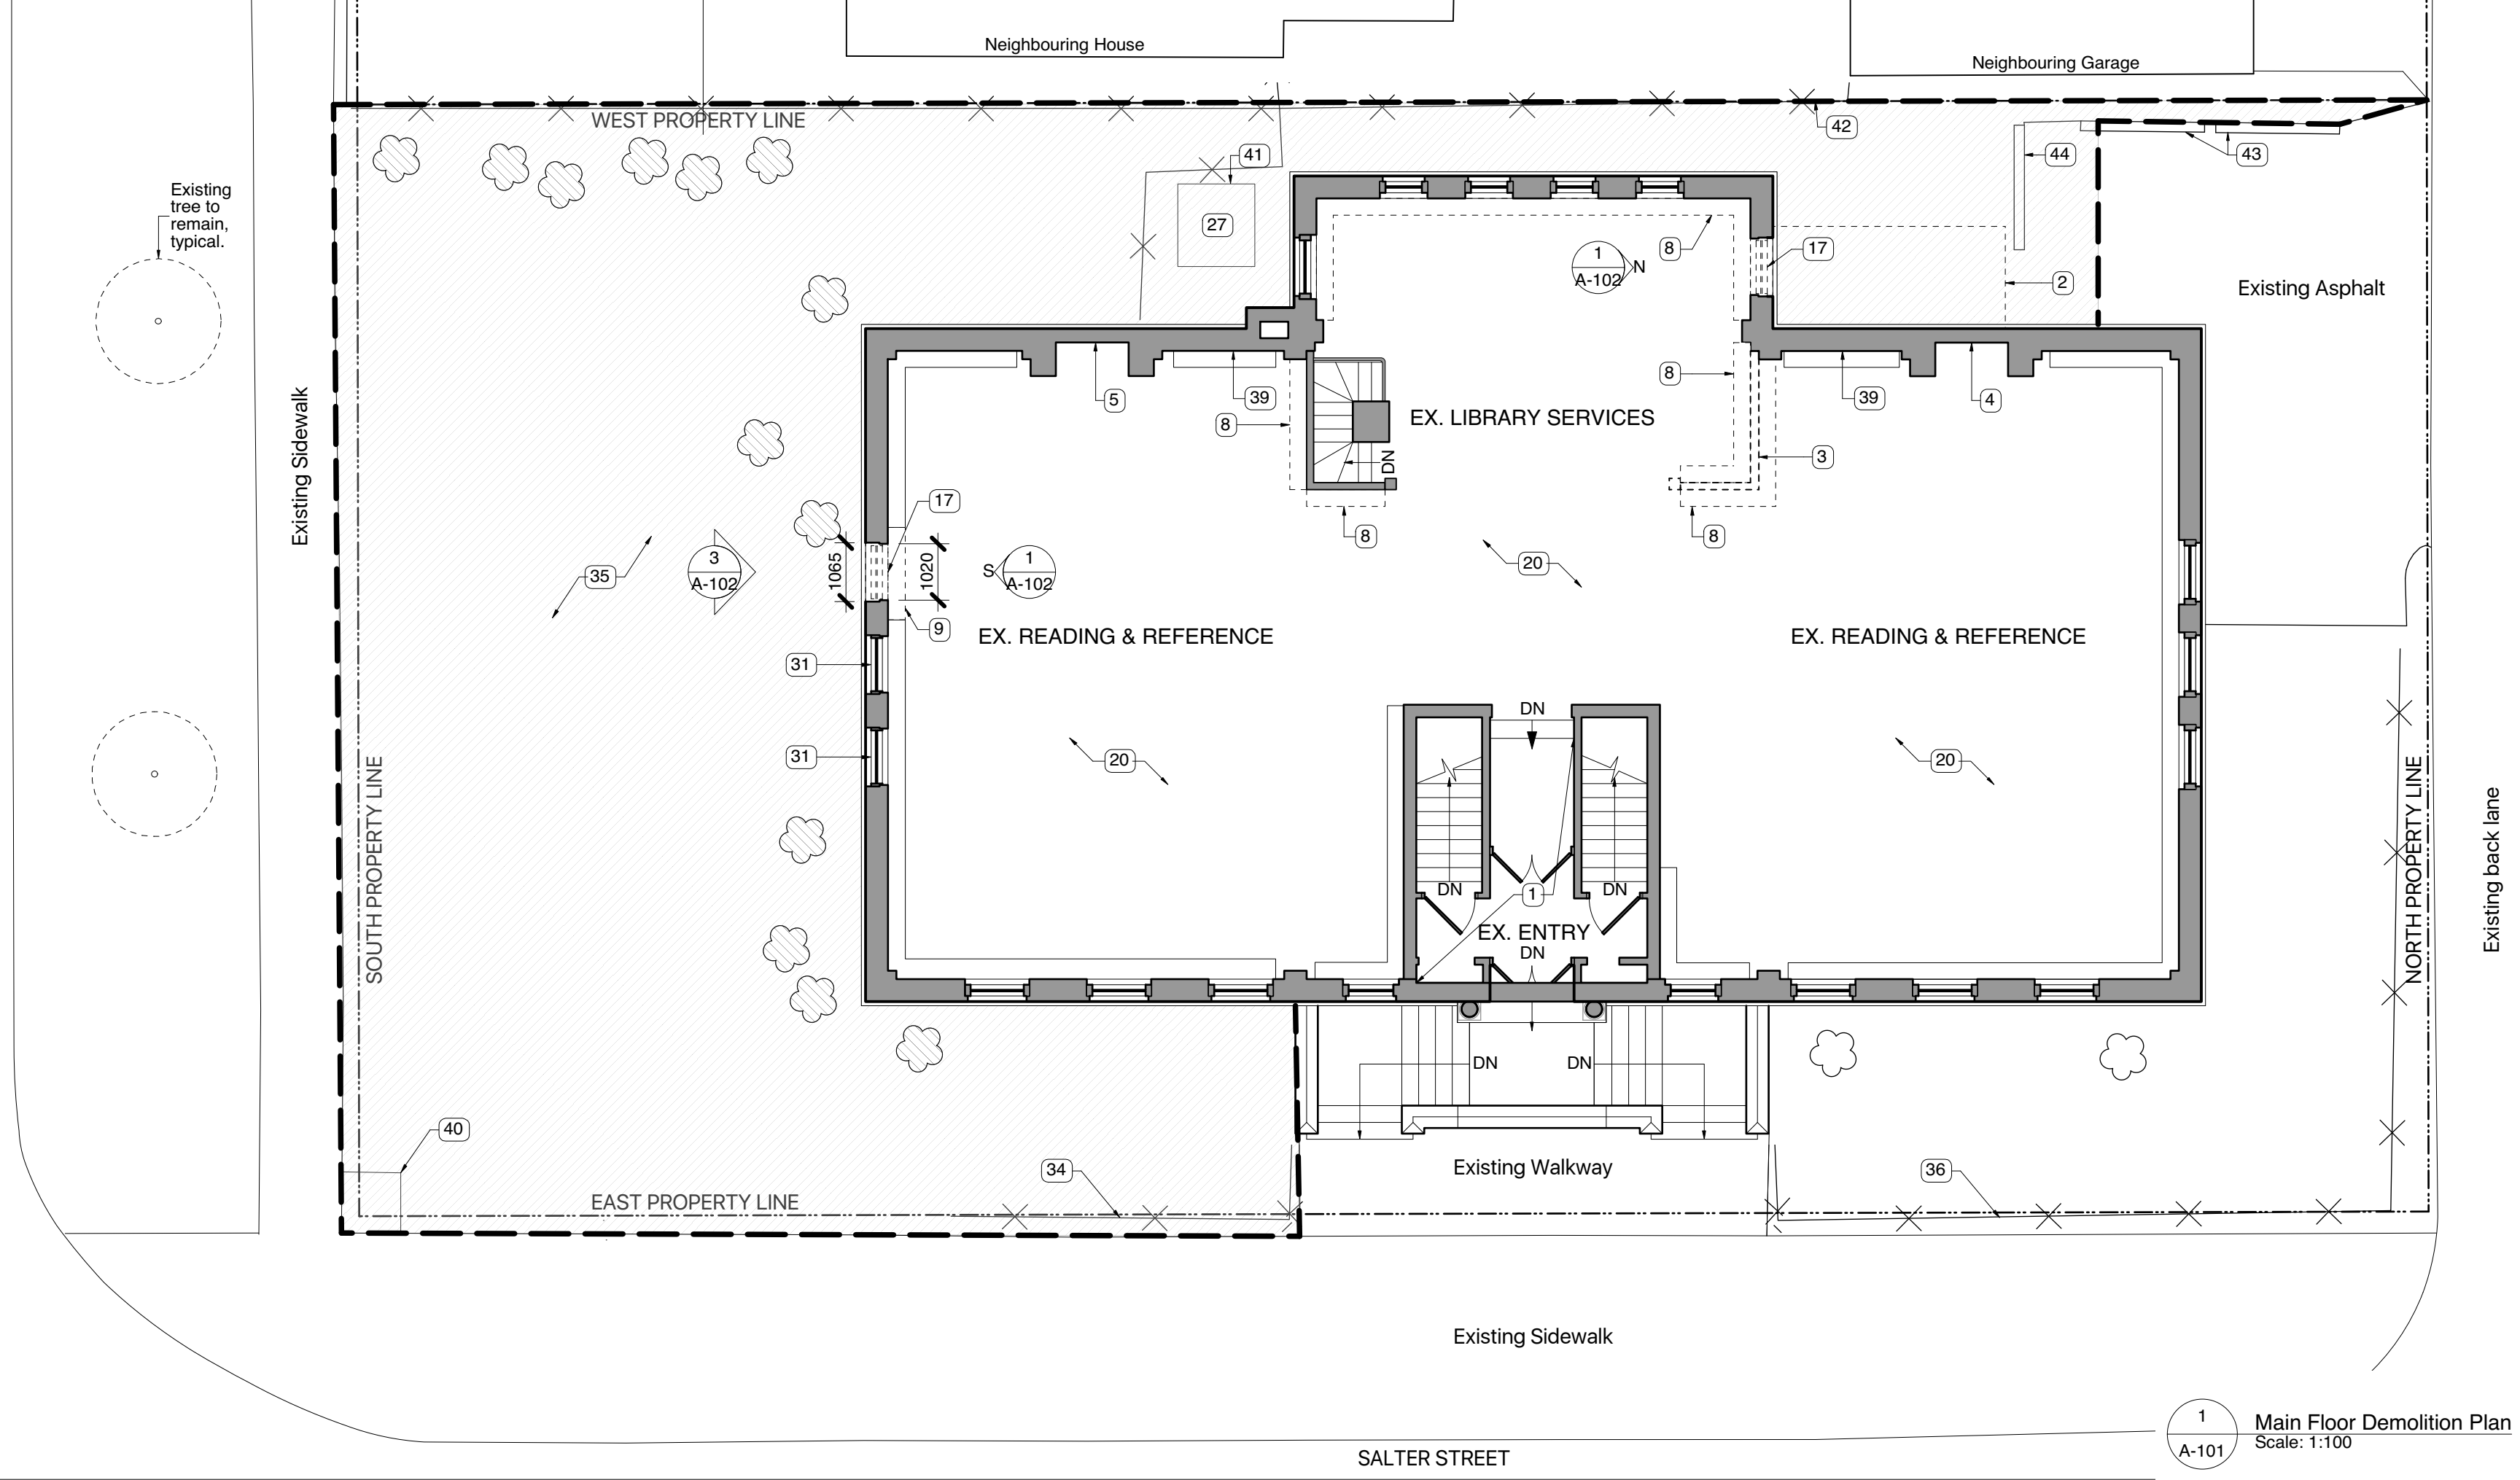 Neighbouring House
Neighbouring Garage
WEST PROPERTY LINE
42
41
44
43
Existing
tree to
remain,
typical.
27
8
17
1
A-102
N
2
Existing Asphalt
5
39
8
8
EX. LIBRARY SERVICES
39
4
DN
3
Existing Sidewalk
17
8
8
35
3
A-102
1065
1020
S
1
A-102
20
9
EX. READING & REFERENCE
EX. READING & REFERENCE
31
31
DN
20
20
SOUTH PROPERTY LINE
NORTH PROPERTY LINE
Existing back lane
DN
1
DN
EX. ENTRY
DN
DN
DN
40
34
Existing Walkway
36
EAST PROPERTY LINE
Existing Sidewalk
1
A-101
Main Floor Demolition Plan
Scale: 1:100
SALTER STREET